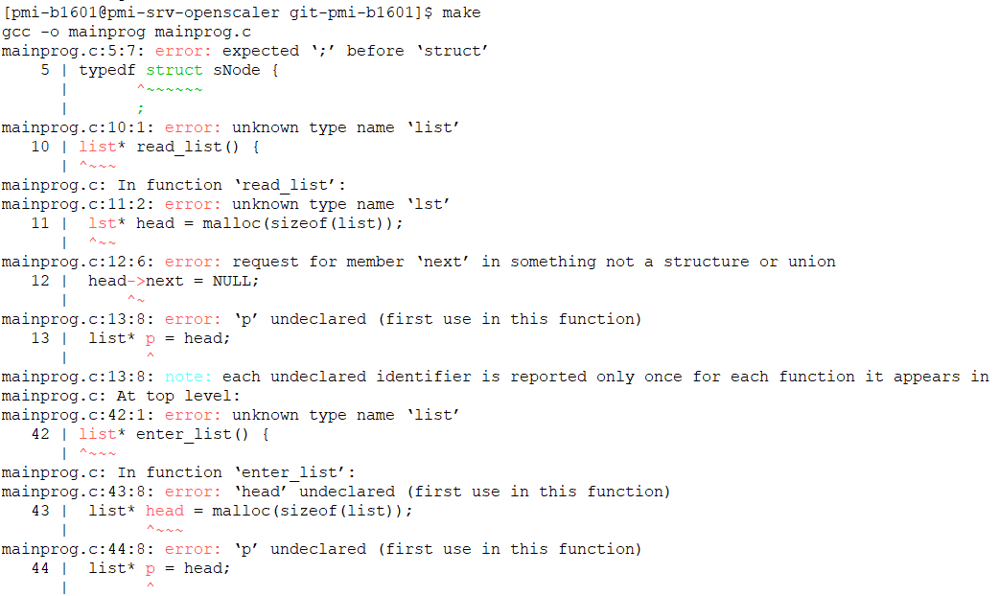 [pmi-b1601@pmi-srv-openscaler git-pmi-b1601]$ make
gcc -o mainprog mainprog.c
mainprog.c:5:7: error: expected ‘;’ before ‘struct’
    5 | typedf struct sNode {
      |       ^~~~~~~
      |       ;
mainprog.c:10:1: error: unknown type name ‘list’
   10 | list* read_list() {
      | ^~~~
mainprog.c: In function ‘read_list’:
mainprog.c:11:2: error: unknown type name ‘lst’
   11 |  lst* head = malloc(sizeof(list));
      |  ^~~
mainprog.c:12:6: error: request for member ‘next’ in something not a structure or union
   12 |  head->next = NULL;
      |      ^~
mainprog.c:13:8: error: ‘p’ undeclared (first use in this function)
   13 |  list* p = head;
      |        ^
mainprog.c:13:8: note: each undeclared identifier is reported only once for each function it appears in
mainprog.c: At top level:
mainprog.c:42:1: error: unknown type name ‘list’
   42 | list* enter_list() {
      | ^~~~
mainprog.c: In function ‘enter_list’:
mainprog.c:43:8: error: ‘head’ undeclared (first use in this function)
   43 |  list* head = malloc(sizeof(list));
      |        ^~~~
mainprog.c:44:8: error: ‘p’ undeclared (first use in this function)
   44 |  list* p = head;
      |        ^